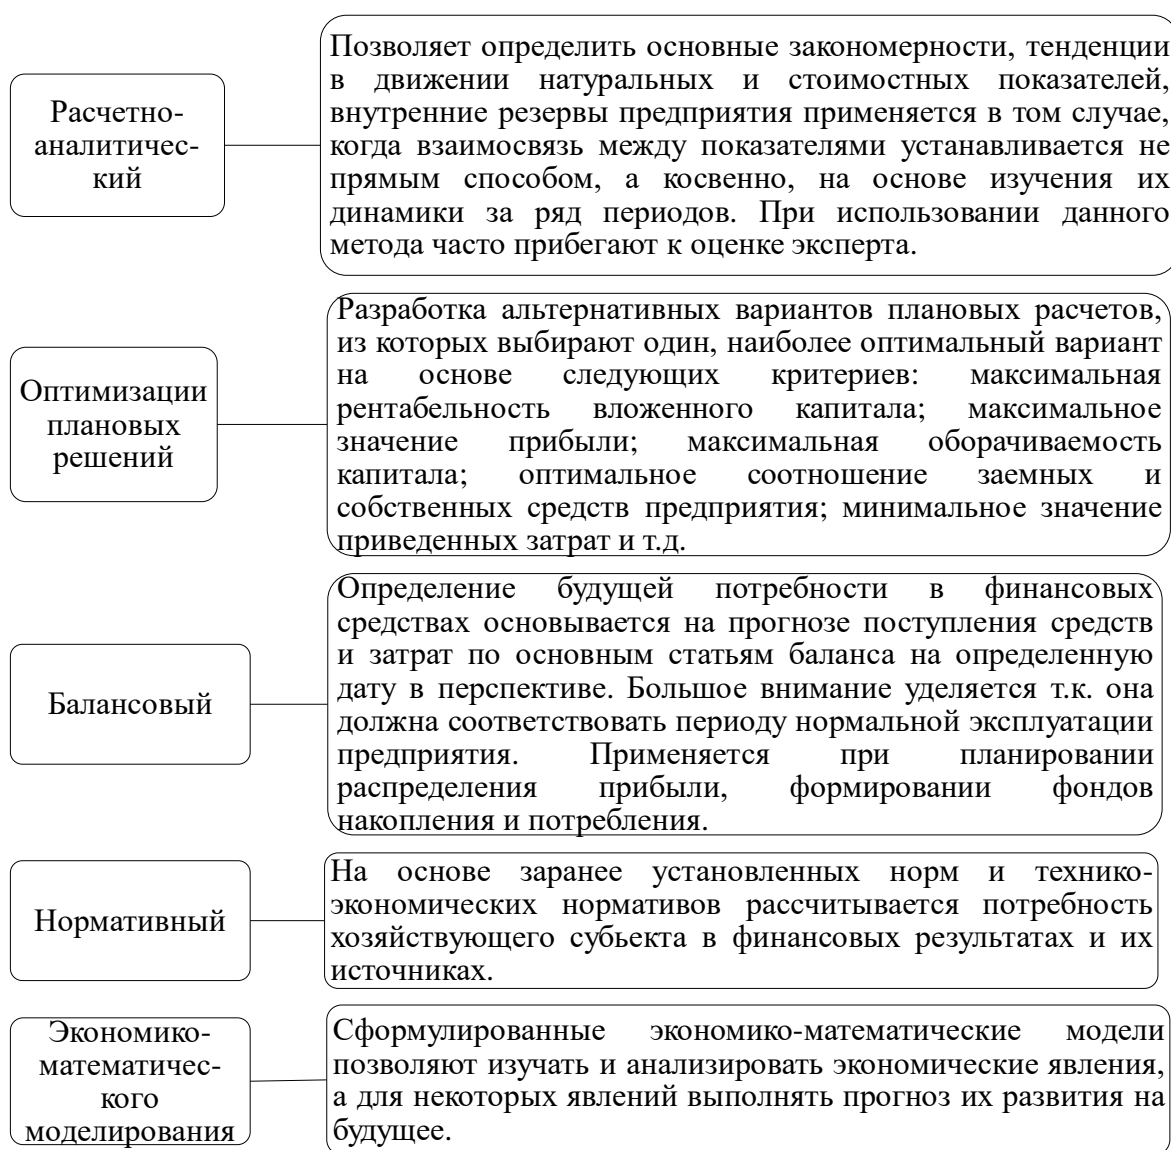 Расчетно-
аналитичес-
кий
Позволяет определить основные закономерности, тенденции
в движении натуральных и стоимостных показателей,
внутренние резервы предприятия применяется в том случае,
когда взаимосвязь между показателями устанавливается не
прямым способом, а косвенно, на основе изучения их
динамики за ряд периодов. При использовании данного
метода часто прибегают к оценке эксперта.
Оптимизации
плановых
решений
Разработка альтернативных вариантов плановых расчетов,
из которых выбирают один, наиболее оптимальный вариант
на основе следующих критериев: максимальная
рентабельность вложенного капитала; максимальное
значение прибыли; максимальная оборачиваемость
капитала; оптимальное соотношение заемных и
собственных средств предприятия; минимальное значение
приведенных затрат и т.д.
Балансовый
Определение будущей потребности в финансовых
средствах основывается на прогнозе поступления средств
и затрат по основным статьям баланса на определенную
дату в перспективе. Большое внимание уделяется т.к. она
должна соответствовать периоду нормальной эксплуатации
предприятия. Применяется при планировании
распределения прибыли, формировании фондов
накопления и потребления.
Нормативный
На основе заранее установленных норм и технико-
экономических нормативов рассчитывается потребность
хозяйствующего субьекта в финансовых результатах и их
источниках.
Экономико-
математичес-
кого
моделирования
Сформулированные экономико-математические модели
позволяют изучать и анализировать экономические явления,
а для некоторых явлений выполнять прогноз их развития на
будущее.